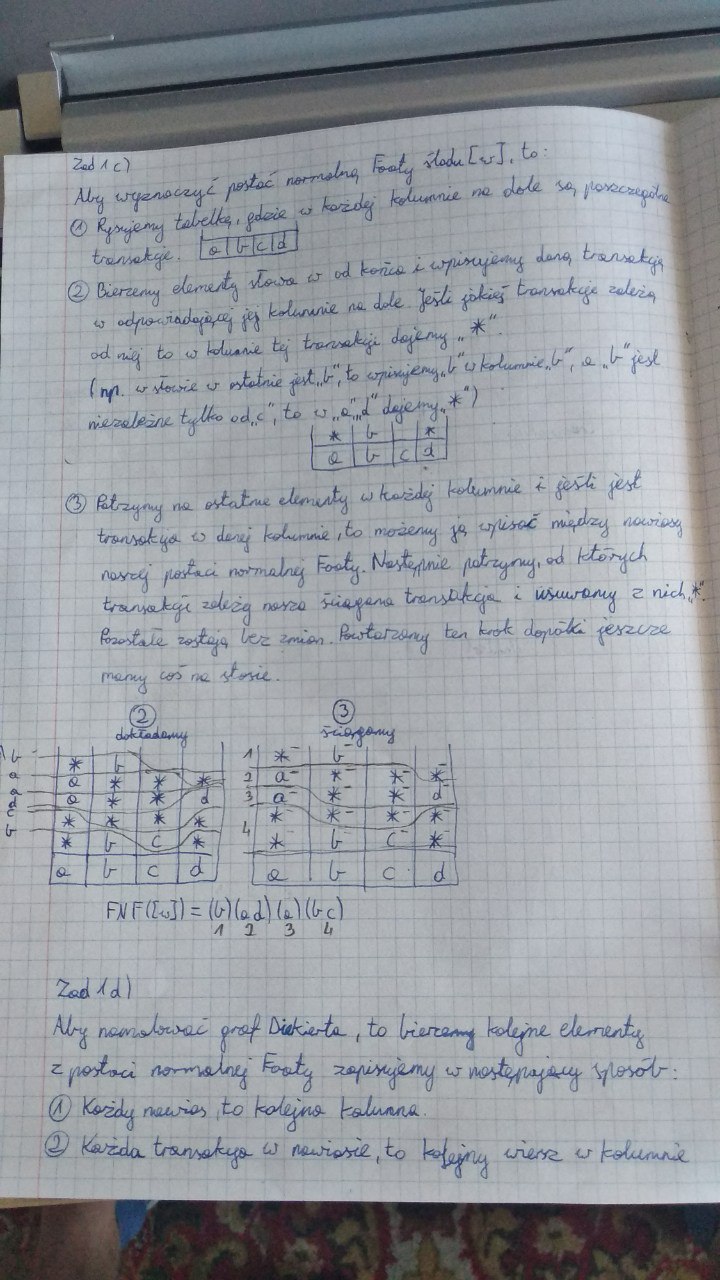 Zad 1 c)
Aby wyznaczyć postać normalną Foaty śladu [w], to:
① Rysujemy tabelkę, gdzie w każdej kolumnie na dole są poszczególne
transakcje. a b c d
② Bierzemy elementy słowa w od końca i wpisujemy daną transakcję
w odpowiadającej jej kolumnie na dole. Jeśli jakieś transakcje zależą
od niej to w kolumnie tej transakcji dajemy „*".
(np. w słowie w ostatnie jest „b", to wpisujemy „b" w kolumnie „b", a „b" jest
niezależne tylko od „c", to w „a", „d" dajemy „*")
* b *
a b c d
③ Patrzymy na ostatnie elementy w każdej kolumnie i jeśli jest
transakcja w danej kolumnie, to możemy ją wpisać między nawiasy
naszej postaci normalnej Foaty. Następnie patrzymy, od których
transakcji zależy nasza ściągana transakcja i usuwamy z nich „*".
Pozostałe zostają bez zmian. Powtarzamy ten krok dopóki jeszcze
mamy coś na stosie.
② ③
dokładamy ściągamy
b * b 1 *- b-
a a * * * 2 a- *- *- *-
a a * * d 3 a- *- *- d-
cd * * * * *- *- *- *-
b * b c * 4 *- b- c- *-
a b c d a b c d
FNF([w]) = (b)(ad)(a)(bc)
1 2 3 4
Zad 1 d)
Aby namalować graf Diekierta, to bierzemy kolejne elementy
z postaci normalnej Foaty zapisujemy w następujący sposób:
① Każdy nawias, to kolejna kolumna.
② Każda transakcja w nawiasie, to kolejny wiersz w kolumnie